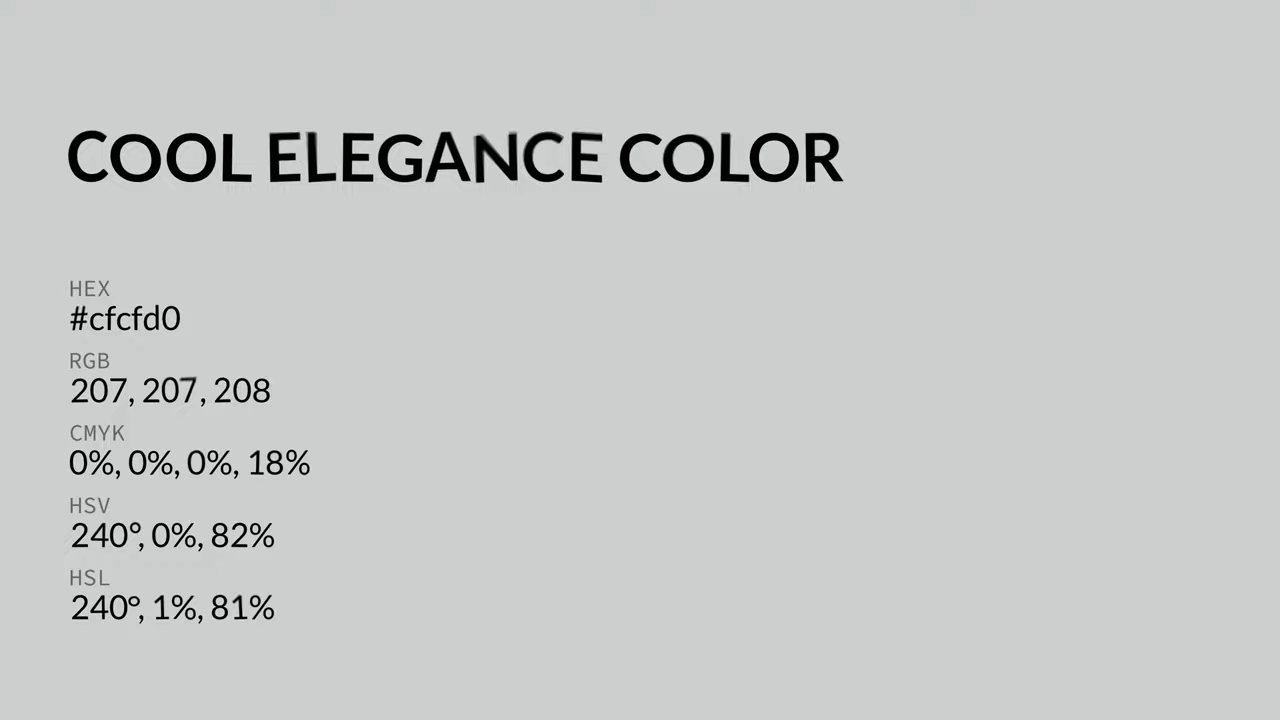 COOL ELEGANCE COLOR
HEX
#cfcfd0
RGB
207, 207, 208
CMYK
0%, 0%, 0%, 18%
HSV
240°, 0%, 82%
HSL
240°, 1%, 81%